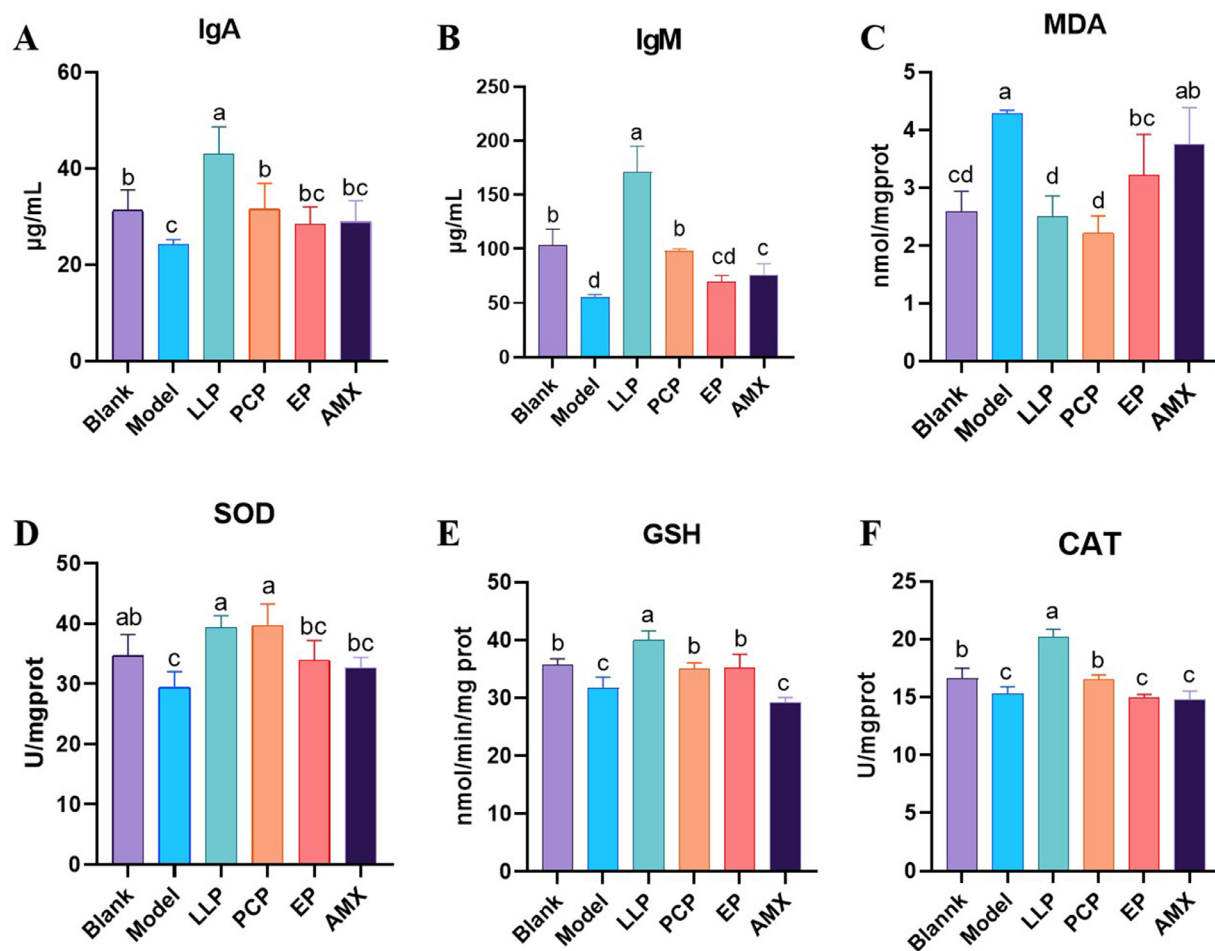 A
IgA
µg/mL
60
40
20
0
b
c
a
b
bc
bc
Blank
Model
LLP
PCP
EP
AMX
B
IgM
µg/mL
250
200
150
100
50
0
b
d
a
b
cd
c
Blank
Model
LLP
PCP
EP
AMX
C
MDA
nmol/mgprot
5
4
3
2
1
0
cd
a
d
d
bc
ab
Blank
Model
LLP
PCP
EP
AMX
D
SOD
U/mgprot
50
40
30
20
10
0
ab
c
a
a
bc
bc
Blank
Model
LLP
PCP
EP
AMX
E
GSH
nmol/min/mg prot
50
40
30
20
10
0
b
c
a
b
b
c
Blank
Model
LLP
PCP
EP
AMX
F
CAT
U/mgprot
25
20
15
10
5
0
b
c
a
b
c
c
Blannk
Model
LLP
PCP
EP
AMX